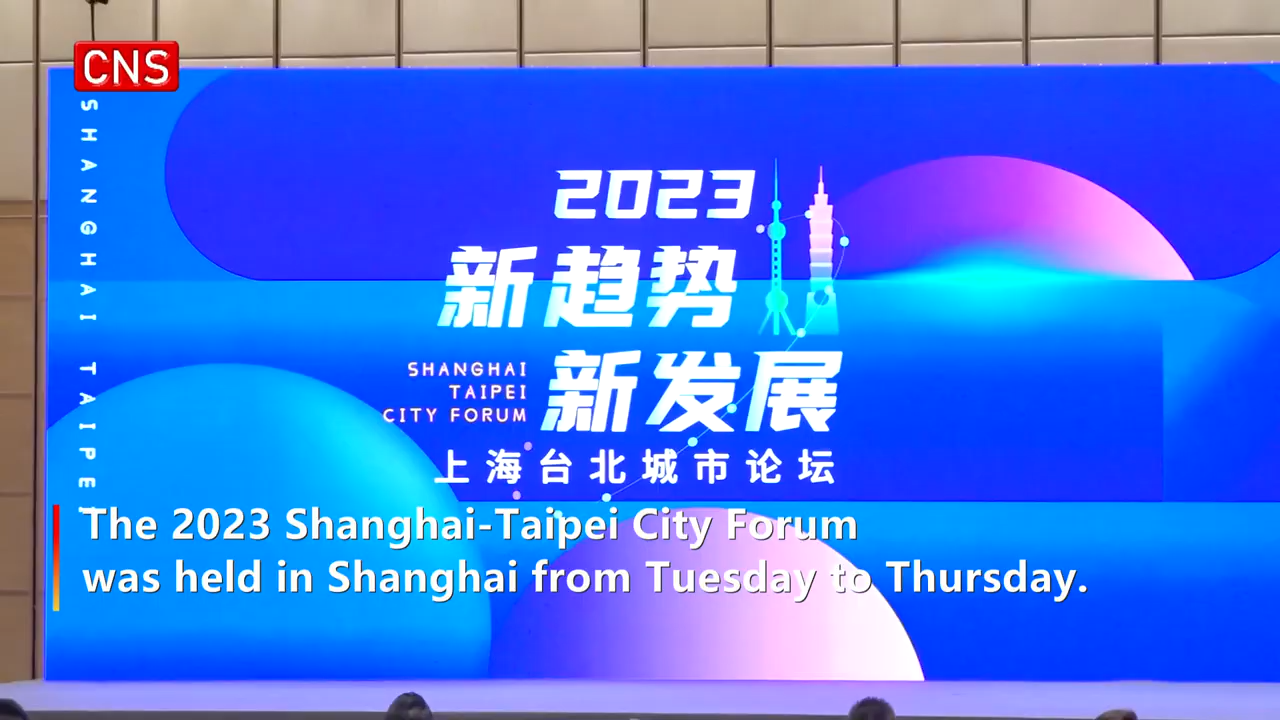 CNS
SHANGHAI TAIPEI
2023
新趋势
SHANGHAI
TAIPEI
CITY FORUM
新发展
上海台北城市论坛
The 2023 Shanghai-Taipei City Forum
was held in Shanghai from Tuesday to Thursday.